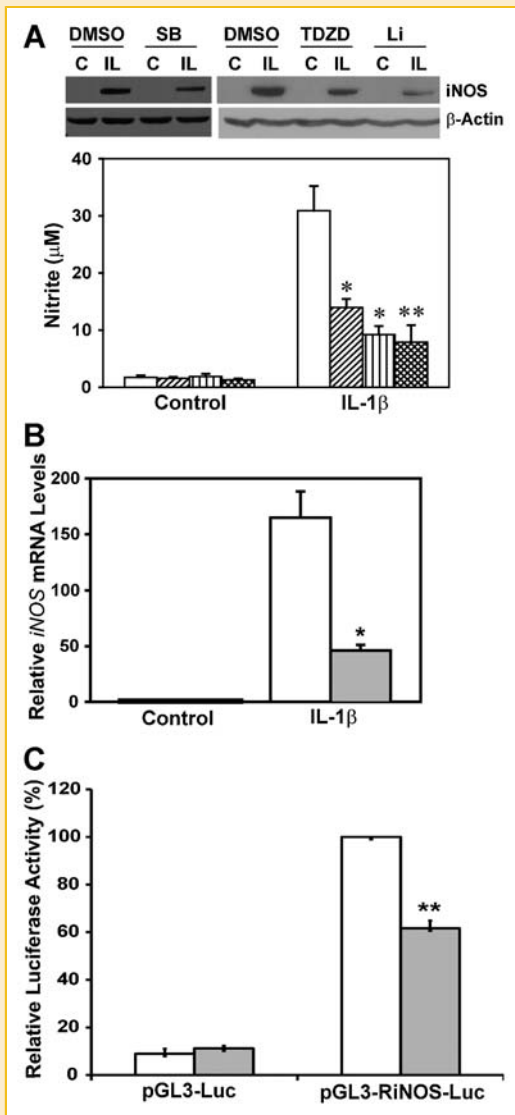 A
DMSO SB DMSO TDZD Li
C IL C IL C IL C IL C IL
iNOS
β-Actin
Nitrite (μM)
40
30
20
10
0
* * **
Control IL-1β
B
Relative iNOS mRNA Levels
200
150
100
50
0
*
Control IL-1β
C
Relative Luciferase Activity (%)
120
100
80
60
40
20
0
**
pGL3-Luc pGL3-RiNOS-Luc